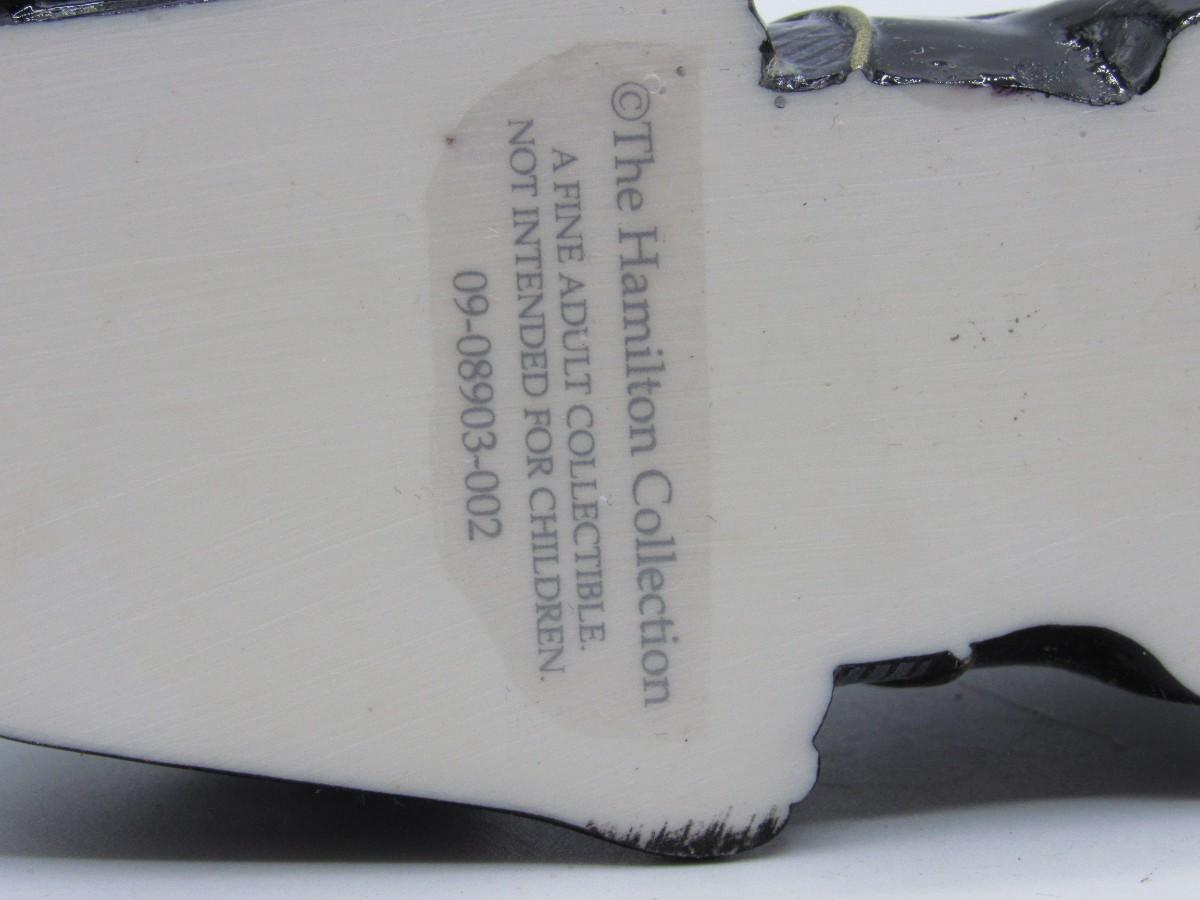 ©The Hamilton Collection
A FINE ADULT COLLECTIBLE.
NOT INTENDED FOR CHILDREN.
09-08903-002